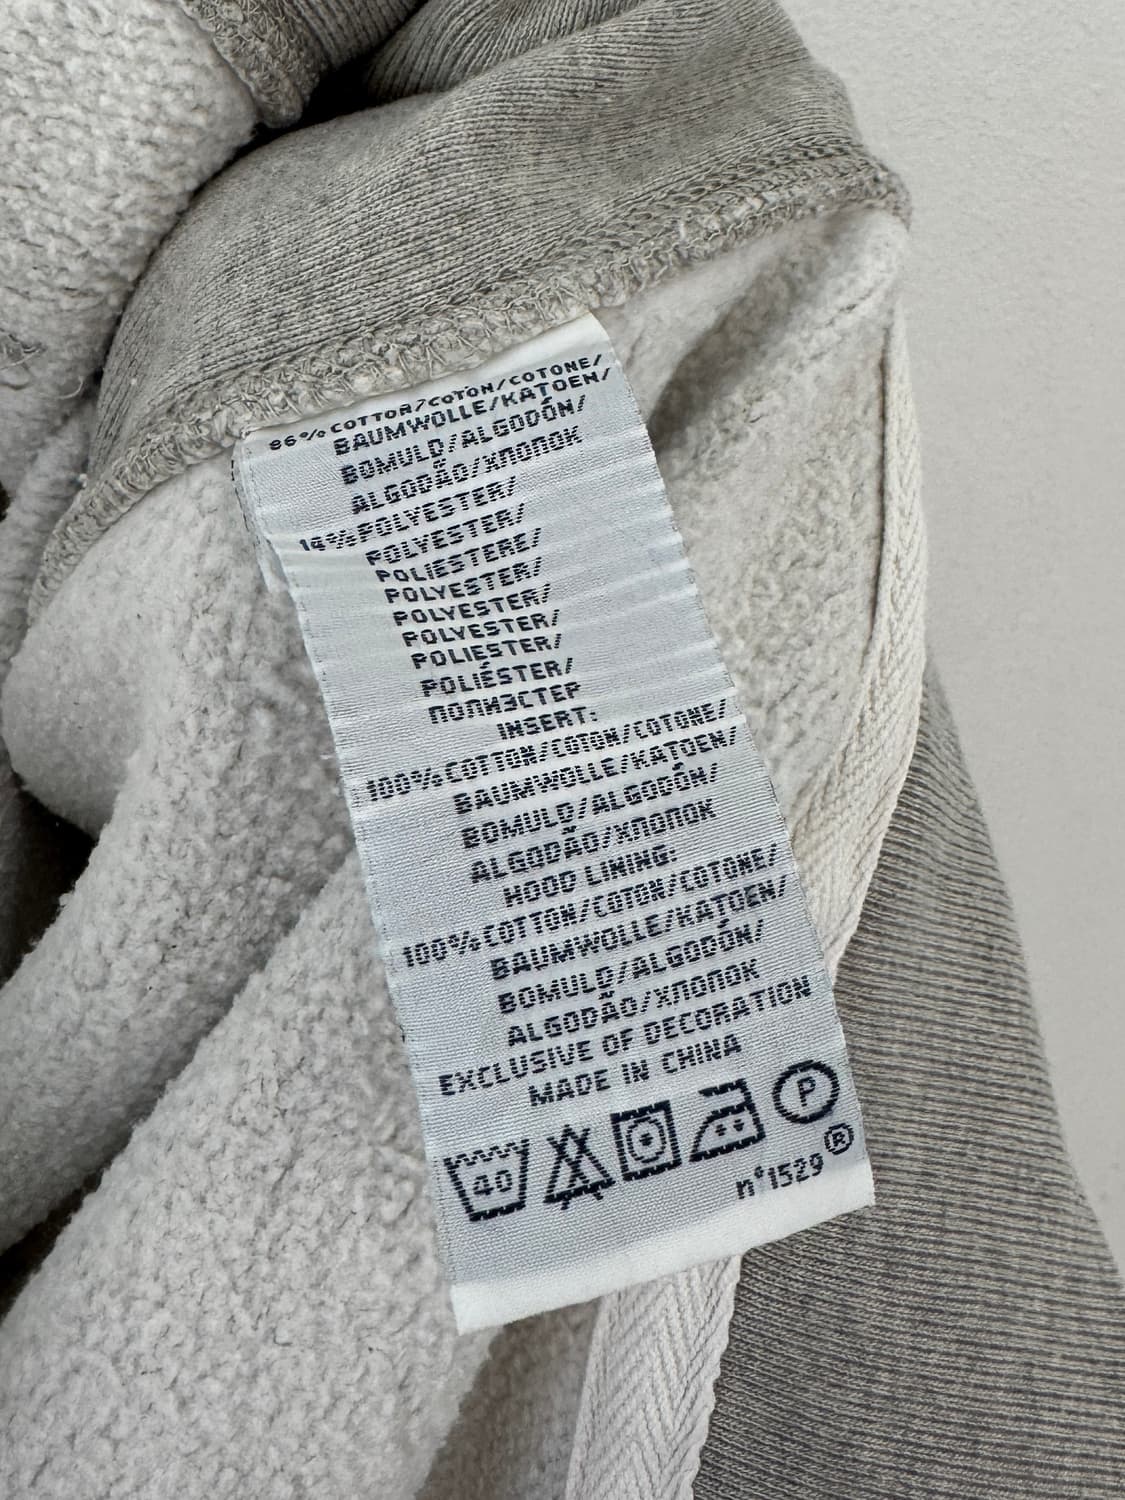 86% COTTON/COTON/COTONE/
BAUMWOLLE/KATOEN/
BOMULD/ALGODÓN/
ALGODÃO/ХЛОПОК
14% POLYESTER/
POLYESTER/
POLIESTERE/
POLYESTER/
POLYESTER/
POLYESTER/
POLIESTER/
POLIÉSTER/
ПОЛИЭСТЕР
INSERT:
100% COTTON/COTON/COTONE/
BAUMWOLLE/KATOEN/
BOMULD/ALGODÓN/
ALGODÃO/ХЛОПОК
HOOD LINING:
100% COTTON/COTON/COTONE/
BAUMWOLLE/KATOEN/
BOMULD/ALGODÓN/
ALGODÃO/ХЛОПОК
EXCLUSIVE OF DECORATION
MADE IN CHINA
40 P
n°1529 ®